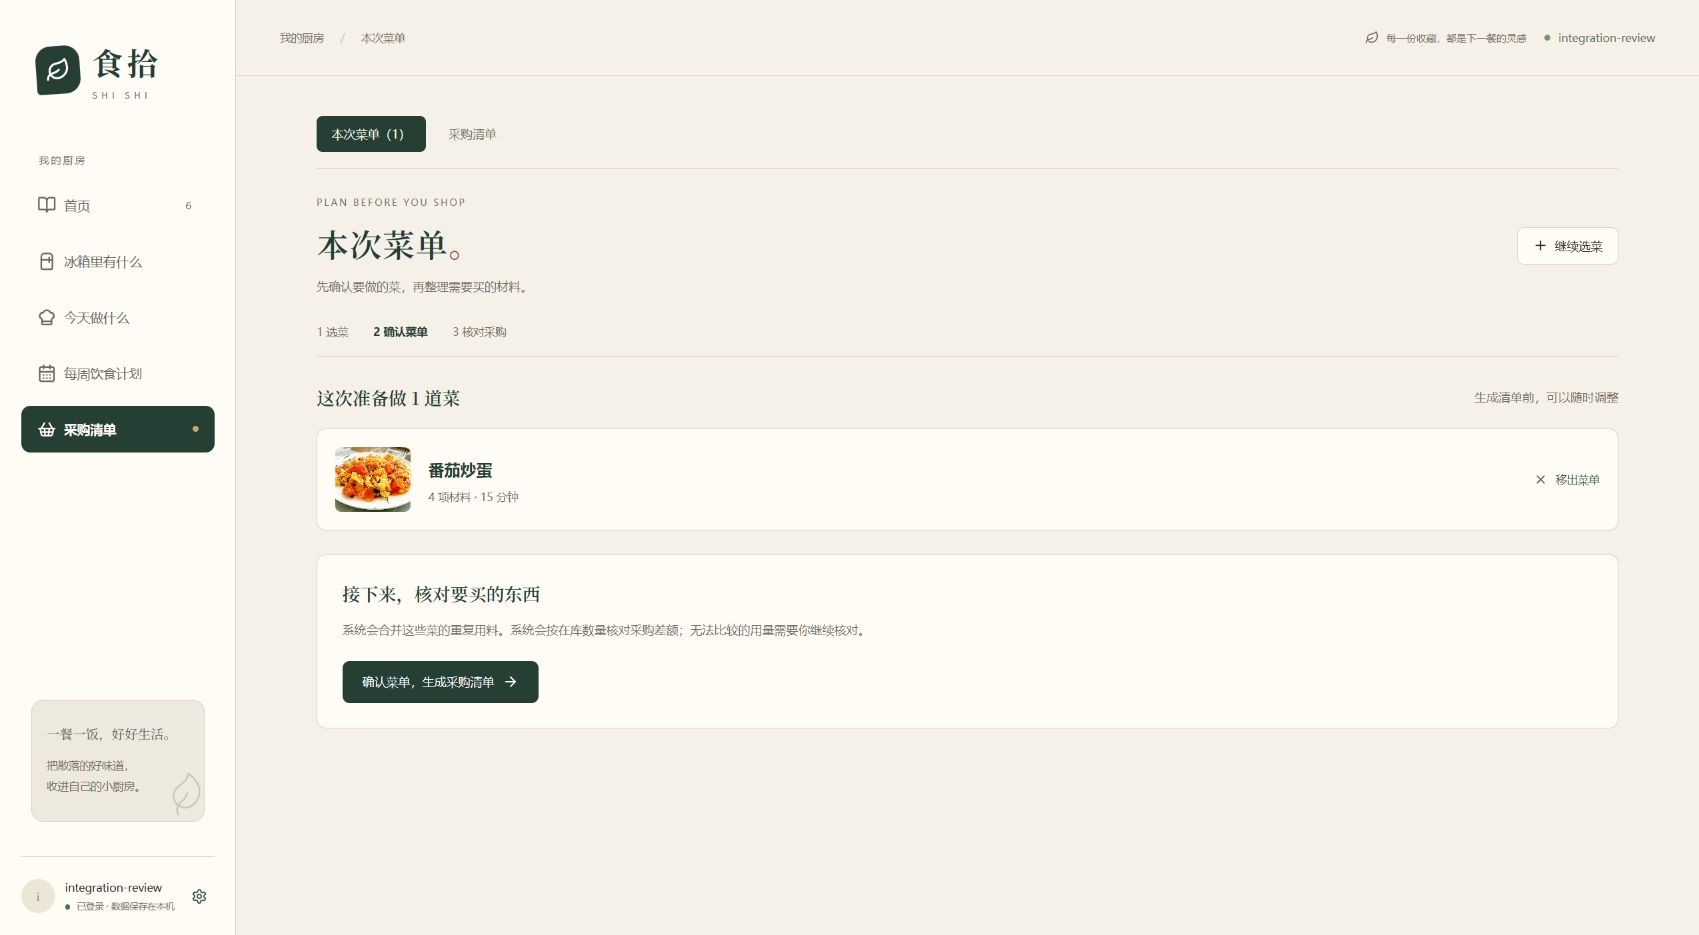 食拾
SHI SHI
我的厨房
首页 6
冰箱里有什么
今天做什么
每周饮食计划
采购清单
一餐一饭，好好生活。
把散落的好味道，
收进自己的小厨房。
i
integration-review
已登录 · 数据保存在本机
我的厨房 / 本次菜单
每一份收藏，都是下一餐的灵感
integration-review
本次菜单（1） 采购清单
PLAN BEFORE YOU SHOP
本次菜单。
继续选菜
先确认要做的菜，再整理需要买的材料。
1 选菜 2 确认菜单 3 核对采购
这次准备做 1 道菜
生成清单前，可以随时调整
番茄炒蛋
4 项材料 · 15 分钟
移出菜单
接下来，核对要买的东西
系统会合并这些菜的重复用料。系统会按在库数量核对采购差额；无法比较的用量需要你继续核对。
确认菜单，生成采购清单